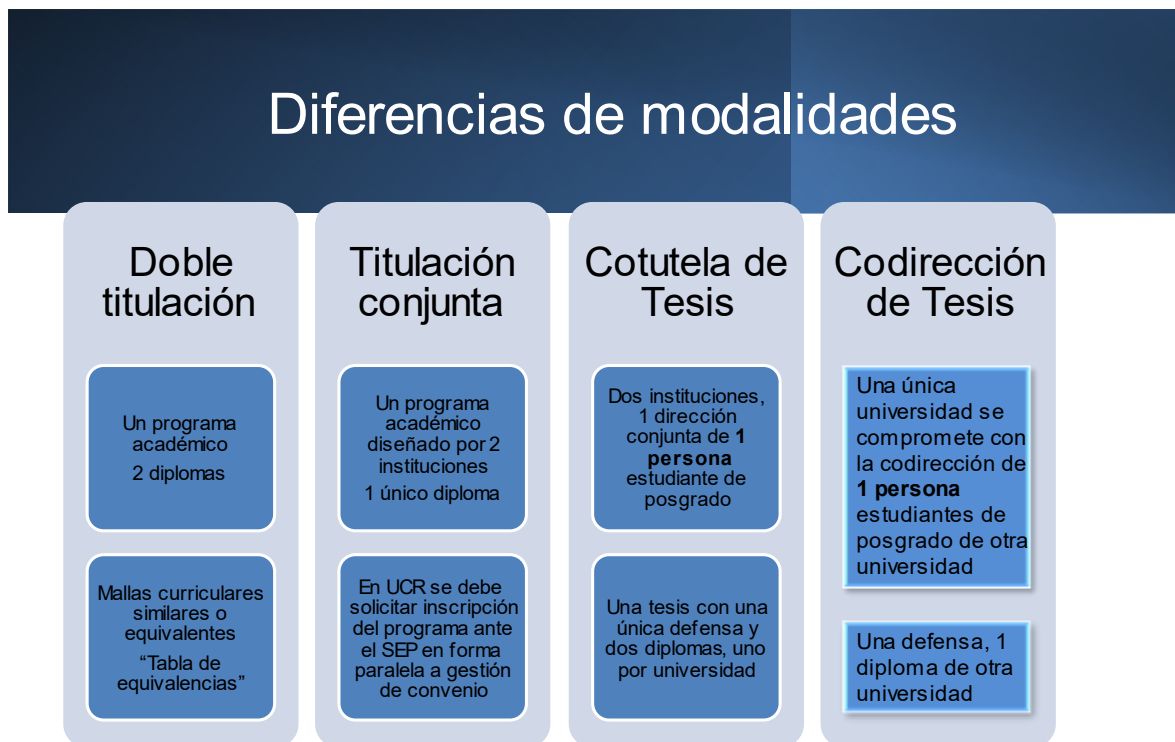 Diferencias de modalidades
Doble
titulación
Un programa
académico
2 diplomas
Mallas curriculares
similares o
equivalentes
“Tabla de
equivalencias”
Titulación
conjunta
Un programa
académico
diseñado por 2
instituciones
1 único diploma
En UCR se debe
solicitar inscripción
del programa ante
el SEP en forma
paralela a gestión
de convenio
Cotutela de
Tesis
Dos instituciones,
1 dirección
conjunta de 1
persona
estudiante de
posgrado
Una tesis con una
única defensa y
dos diplomas, uno
por universidad
Codirección
de Tesis
Una única
universidad se
compromete con
la codirección de
1 persona
estudiantes de
posgrado de otra
universidad
Una defensa, 1
diploma de otra
universidad